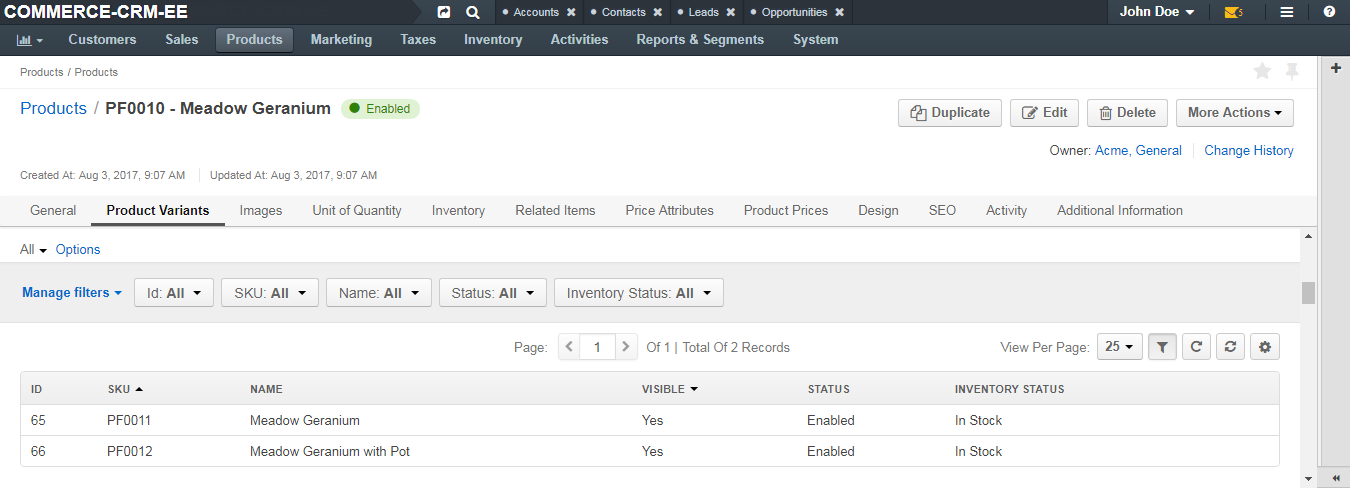 COMMERCE-CRM-EE Accounts Contacts Leads Opportunities John Doe 5
Customers Sales Products Marketing Taxes Inventory Activities Reports & Segments System
Products / Products
Products / PF0010 - Meadow Geranium Enabled Duplicate Edit Delete More Actions
Owner: Acme, General Change History
Created At: Aug 3, 2017, 9:07 AM Updated At: Aug 3, 2017, 9:07 AM
General Product Variants Images Unit of Quantity Inventory Related Items Price Attributes Product Prices Design SEO Activity Additional Information
All Options
Manage filters Id: All SKU: All Name: All Status: All Inventory Status: All
Page: 1 Of 1 | Total Of 2 Records View Per Page: 25
ID SKU NAME VISIBLE STATUS INVENTORY STATUS
65 PF0011 Meadow Geranium Yes Enabled In Stock
66 PF0012 Meadow Geranium with Pot Yes Enabled In Stock